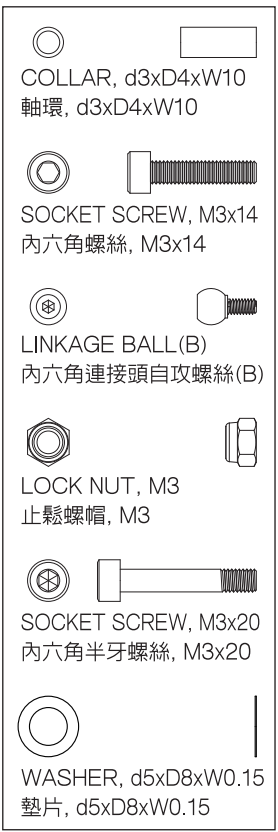 COLLAR, d3xD4xW10
軸環, d3xD4xW10
SOCKET SCREW, M3x14
內六角螺絲, M3x14
LINKAGE BALL(B)
內六角連接頭自攻螺絲(B)
LOCK NUT, M3
止鬆螺帽, M3
SOCKET SCREW, M3x20
內六角半牙螺絲, M3x20
WASHER, d5xD8xW0.15
墊片, d5xD8xW0.15